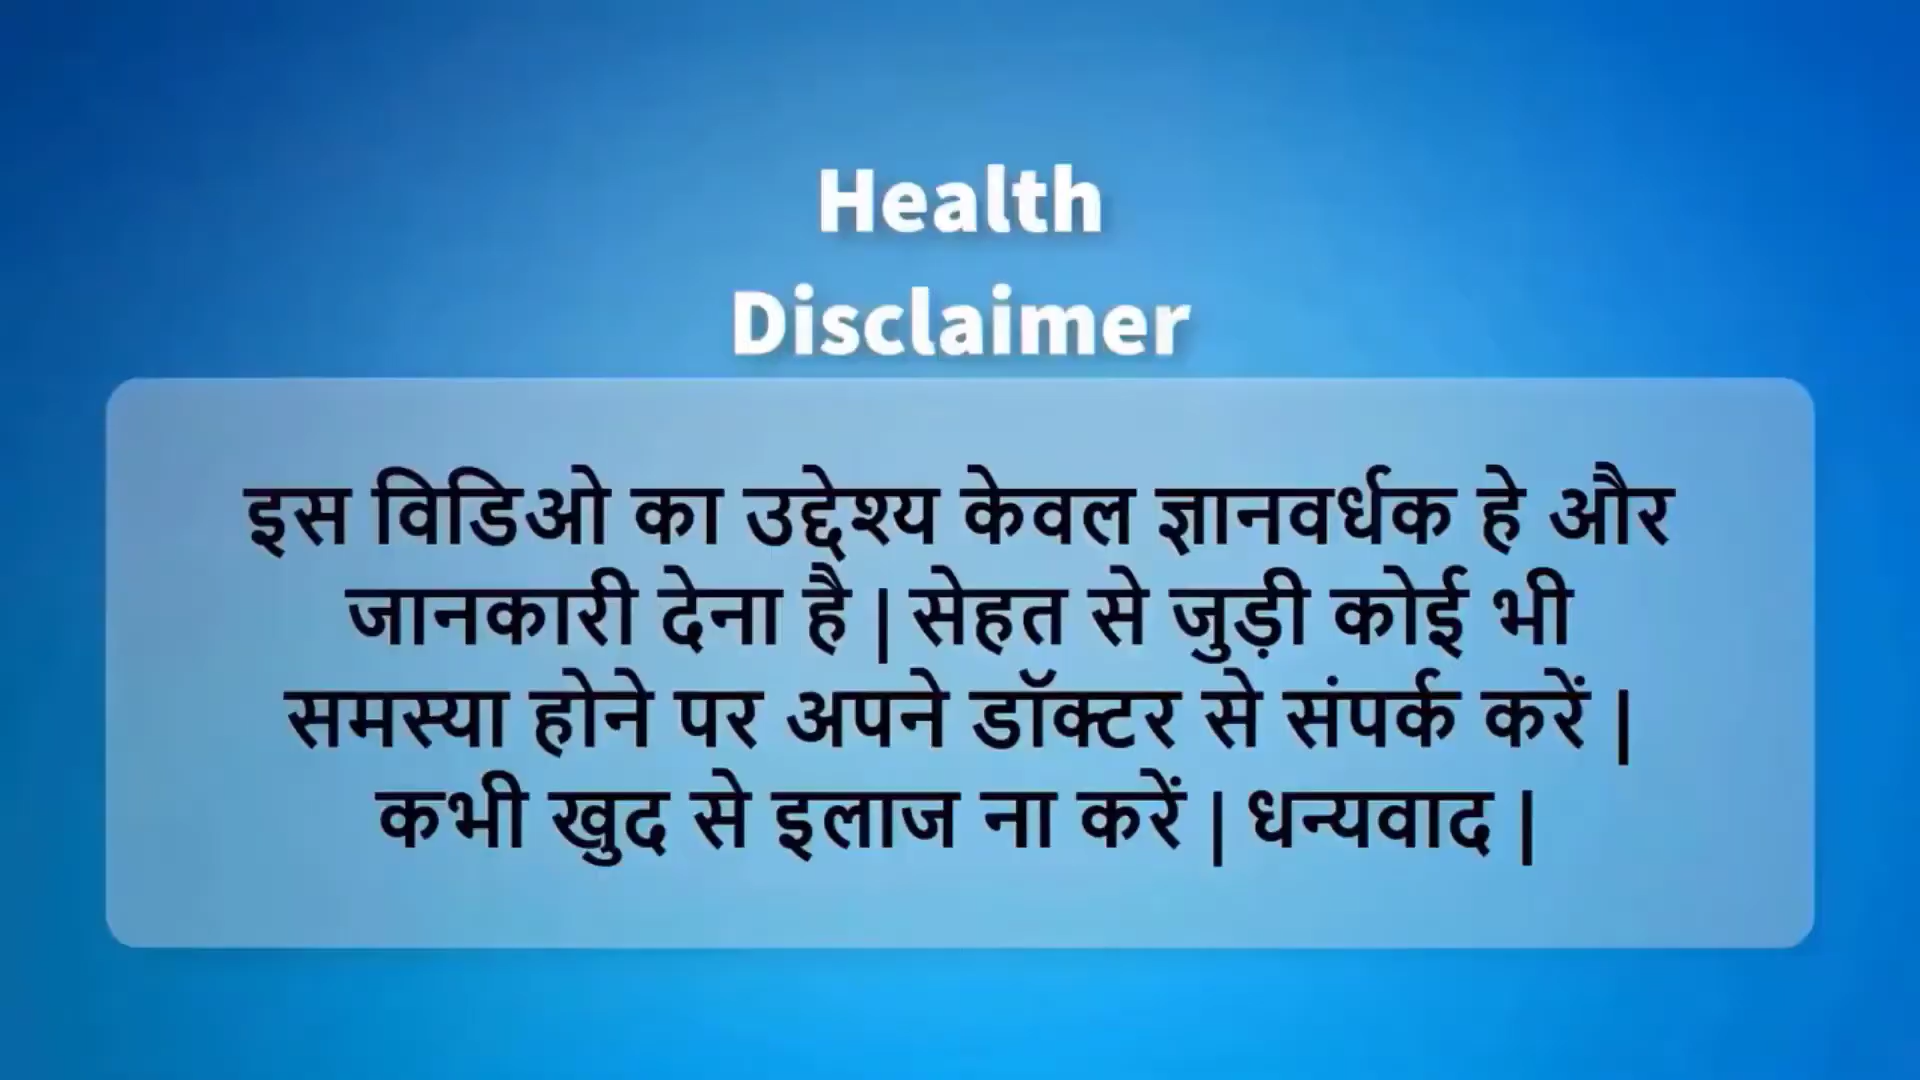 Health
Disclaimer
इस विडिओ का उद्देश्य केवल ज्ञानवर्धक हे और
जानकारी देना है | सेहत से जुड़ी कोई भी
समस्या होने पर अपने डॉक्टर से संपर्क करें |
कभी खुद से इलाज ना करें | धन्यवाद |